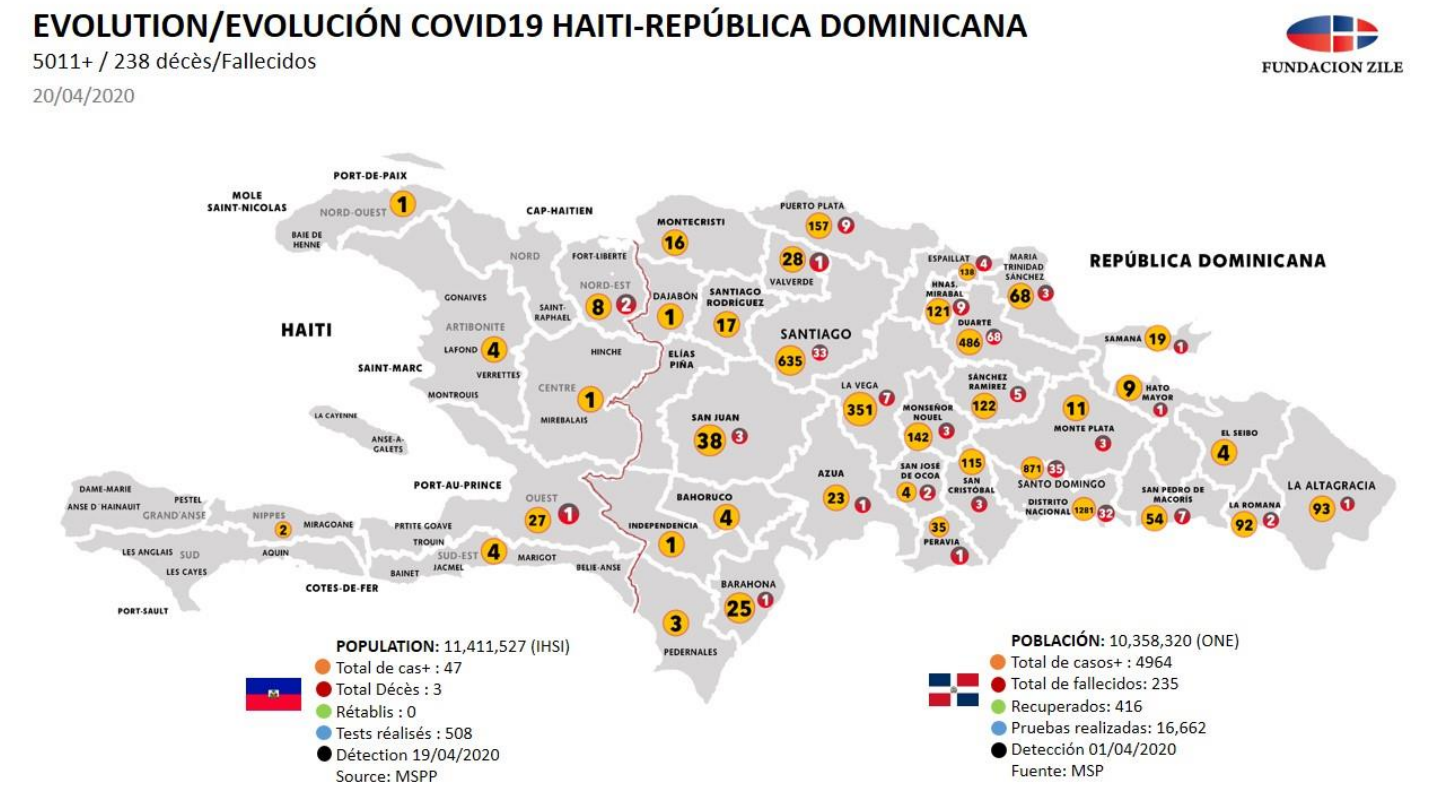 EVOLUTION/EVOLUCIÓN COVID19 HAITI-REPÚBLICA DOMINICANA
5011+ / 238 décès/Fallecidos
20/04/2020
FUNDACION ZILE
PORT-DE-PAIX
MOLE
SAINT-NICOLAS
NORD-OUEST
1
BAIE DE
HENNE
CAP-HAITIEN
NORD
FORT-LIBERTE
NORD-EST
8
2
SAINT-
RAPHAEL
GONAIVES
ARTIBONITE
LAFOND
4
HAITI
SAINT-MARC
VERRETTES
MONTROUIS
HINCHE
CENTRE
1
MIREBALAIS
LA CAYENNE
ANSE-A-
GALETS
PORT-AU-PRINCE
OUEST
27
1
DAME-MARIE
ANSE D´HAINAULT
PESTEL
GRAND'ANSE
NIPPES
2
MIRAGOANE
PRTITE GOAVE
TROUIN
LES ANGLAIS
SUD
LES CAYES
AQUIN
BAINET
SUD-EST
JACMEL
4
MARIGOT
BELIE-ANSE
COTES-DE-FER
PORT-SAULT
MONTECRISTI
16
PUERTO PLATA
157
9
28
1
VALVERDE
DAJABÓN
1
SANTIAGO
RODRÍGUEZ
17
SANTIAGO
635
33
ELÍAS
PIÑA
ESPAILLAT
138
4
MARIA
TRINIDAD
SÁNCHEZ
68
3
HNAS.
MIRABAL
121
9
DUARTE
486
68
REPÚBLICA DOMINICANA
SAMANÁ
19
1
LA VEGA
351
7
SÁNCHEZ
RAMÍREZ
122
5
9
HATO
MAYOR
1
SAN JUAN
38
3
MONSEÑOR
NOUEL
142
3
11
MONTE PLATA
3
EL SEIBO
4
AZUA
23
1
SAN JOSÉ
DE OCOA
4
2
115
SAN
CRISTÓBAL
3
871
35
SANTO DOMINGO
DISTRITO
NACIONAL
1281
32
SAN PEDRO DE
MACORÍS
54
7
LA ROMANA
92
2
LA ALTAGRACIA
93
1
BAHORUCO
4
INDEPENDENCIA
1
35
PERAVIA
1
BARAHONA
25
1
3
PEDERNALES
POPULATION: 11,411,527 (IHSI)
Total de cas+ : 47
Total Décès : 3
Rétablis : 0
Tests réalisés : 508
Détection 19/04/2020
Source: MSPP
POBLACIÓN: 10,358,320 (ONE)
Total de casos+ : 4964
Total de fallecidos: 235
Recuperados: 416
Pruebas realizadas: 16,662
Detección 01/04/2020
Fuente: MSP